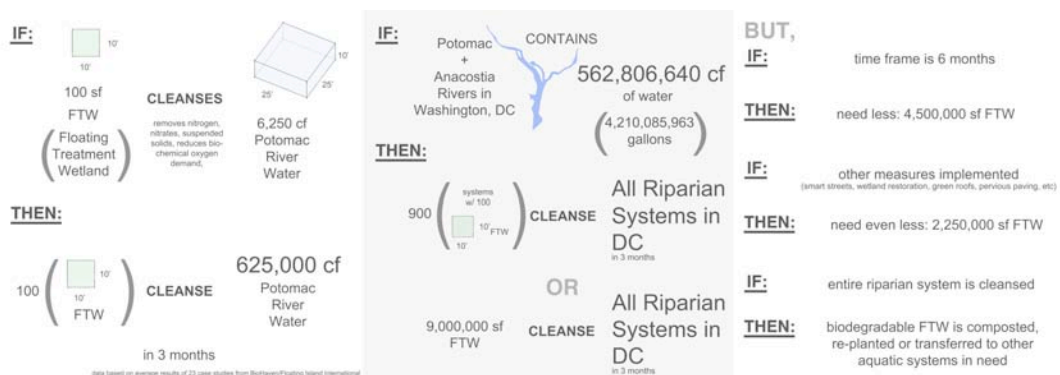 IF:
10'
10'
100 sf
FTW
(Floating
Treatment
Wetland)
CLEANSES
removes nitrogen,
nitrates, suspended
solids, reduces bio-
chemical oxygen
demand,
10'
25'
25'
6,250 cf
Potomac
River
Water
THEN:
100 (
10'
10'
FTW )
CLEANSE
625,000 cf
Potomac
River
Water
in 3 months
data based on average results of 23 case studies from BioHaven/Floating Island International
IF:
Potomac
+
Anacostia
Rivers in
Washington, DC
CONTAINS
562,806,640 cf
of water
(4,210,085,963
gallons)
THEN:
900 (
systems
w/ 100
10'
FTW
10'
)
CLEANSE
All Riparian
Systems in
DC
in 3 months
OR
9,000,000 sf
FTW
CLEANSE
All Riparian
Systems in
DC
in 3 months
BUT,
IF:
time frame is 6 months
THEN:
need less: 4,500,000 sf FTW
IF:
other measures implemented
(smart streets, wetland restoration, green roofs, pervious paving, etc)
THEN:
need even less: 2,250,000 sf FTW
IF:
entire riparian system is cleansed
THEN:
biodegradable FTW is composted,
re-planted or transferred to other
aquatic systems in need